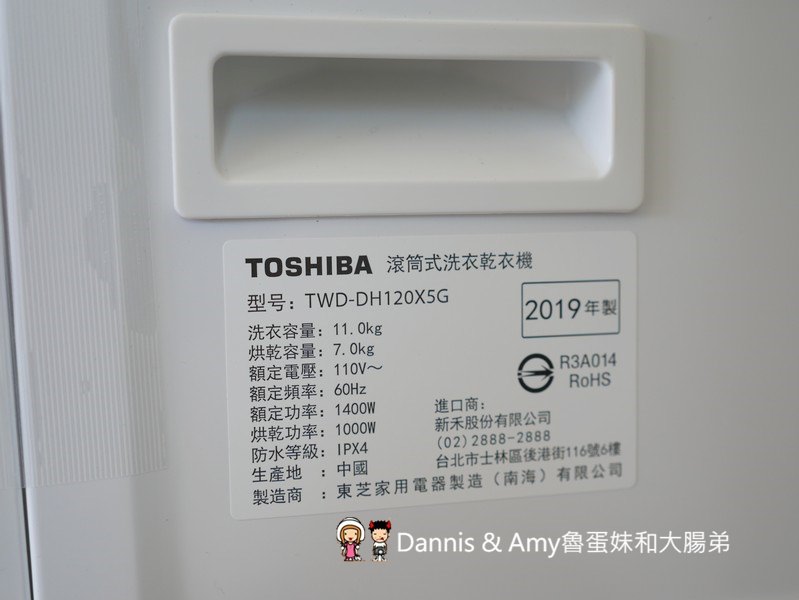 TOSHIBA 滾筒式洗衣乾衣機
型号：TWD-DH120X5G
2019年製
洗衣容量：11.0kg
烘乾容量：7.0kg
額定電壓：110V～
額定頻率：60Hz
額定功率：1400W
烘乾功率：1000W
防水等級：IPX4
生產地 ：中國
製造商 ：東芝家用電器製造（南海）有限公司
R3A014
RoHS
進口商：
新禾股份有限公司
(02)2888-2888
台北市士林區後港街116號6樓
Dannis & Amy魯蛋妹和大腸弟